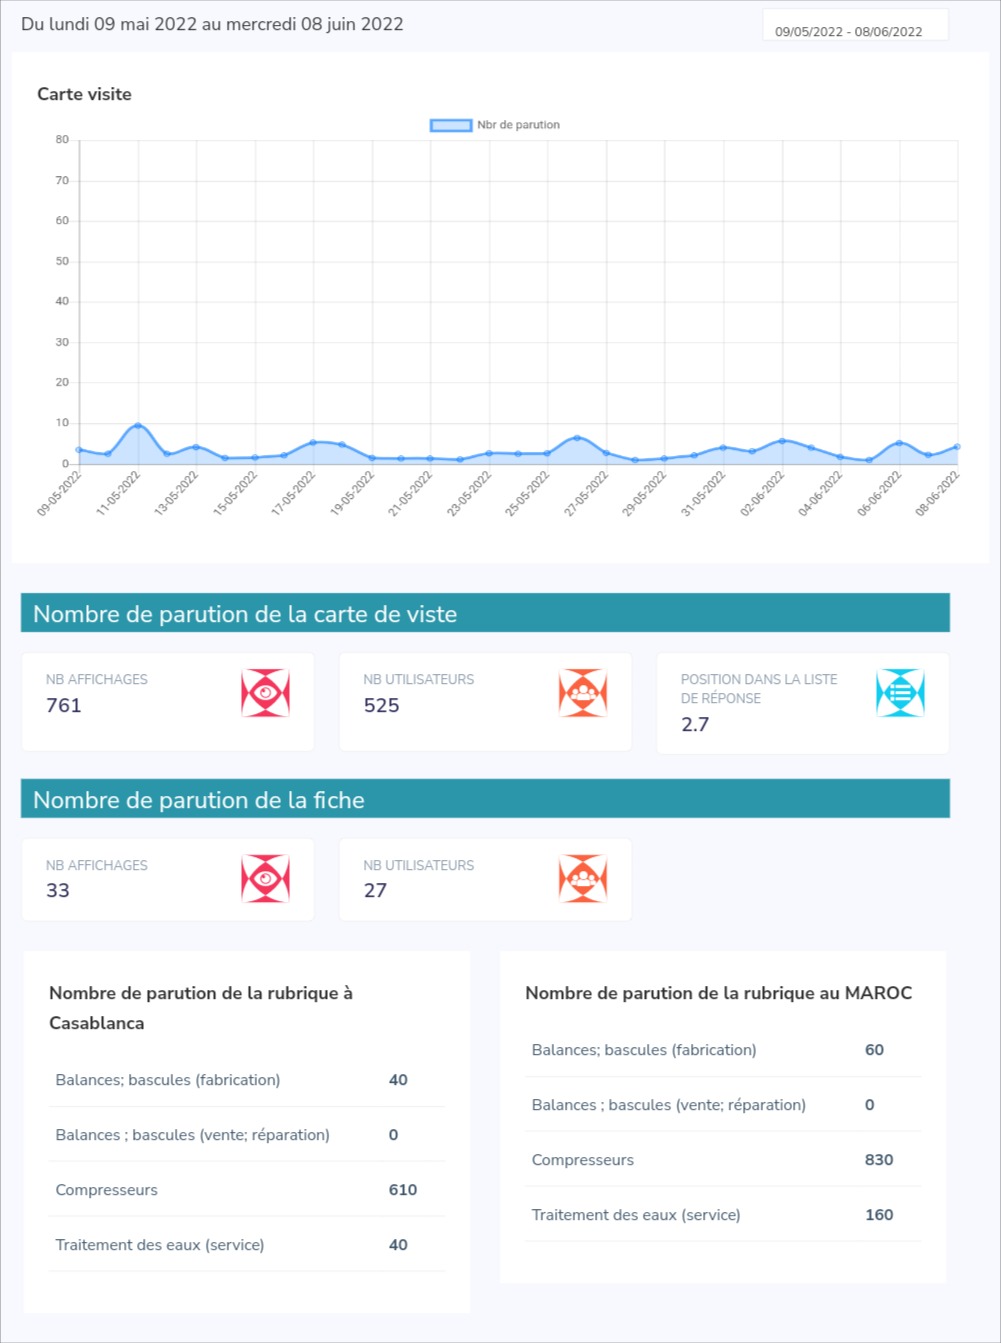 Du lundi 09 mai 2022 au mercredi 08 juin 2022
09/05/2022 - 08/06/2022
Carte visite
Nbr de parution
80
70
60
50
40
30
20
10
0
09-05-2022
11-05-2022
13-05-2022
15-05-2022
17-05-2022
19-05-2022
21-05-2022
23-05-2022
25-05-2022
27-05-2022
29-05-2022
31-05-2022
02-06-2022
04-06-2022
06-06-2022
08-06-2022
Nombre de parution de la carte de viste
NB AFFICHAGES
761
NB UTILISATEURS
525
POSITION DANS LA LISTE
DE RÉPONSE
2.7
Nombre de parution de la fiche
NB AFFICHAGES
33
NB UTILISATEURS
27
Nombre de parution de la rubrique à
Casablanca
Balances; bascules (fabrication) 40
Balances ; bascules (vente; réparation) 0
Compresseurs 610
Traitement des eaux (service) 40
Nombre de parution de la rubrique au MAROC
Balances; bascules (fabrication) 60
Balances ; bascules (vente; réparation) 0
Compresseurs 830
Traitement des eaux (service) 160